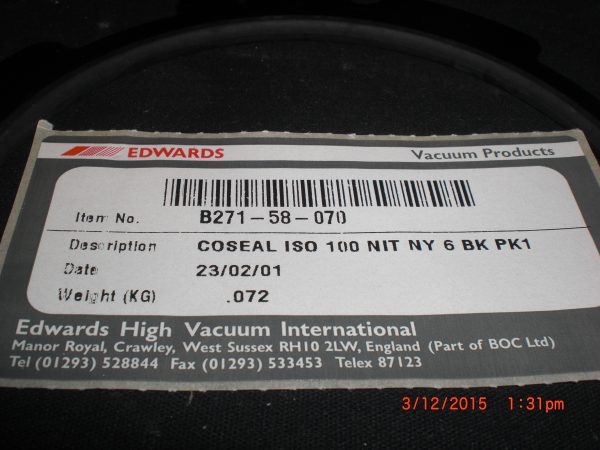 EDWARDS Vacuum Products
Item No. B271-58-070
Description COSEAL ISO 100 NIT NY 6 BK PK1
Date 23/02/01
Weight (KG) .072
Edwards High Vacuum International
Manor Royal, Crawley, West Sussex RH10 2LW, England (Part of BOC Ltd)
Tel (01293) 528844 Fax (01293) 533453 Telex 87123
3/12/2015 1:31pm